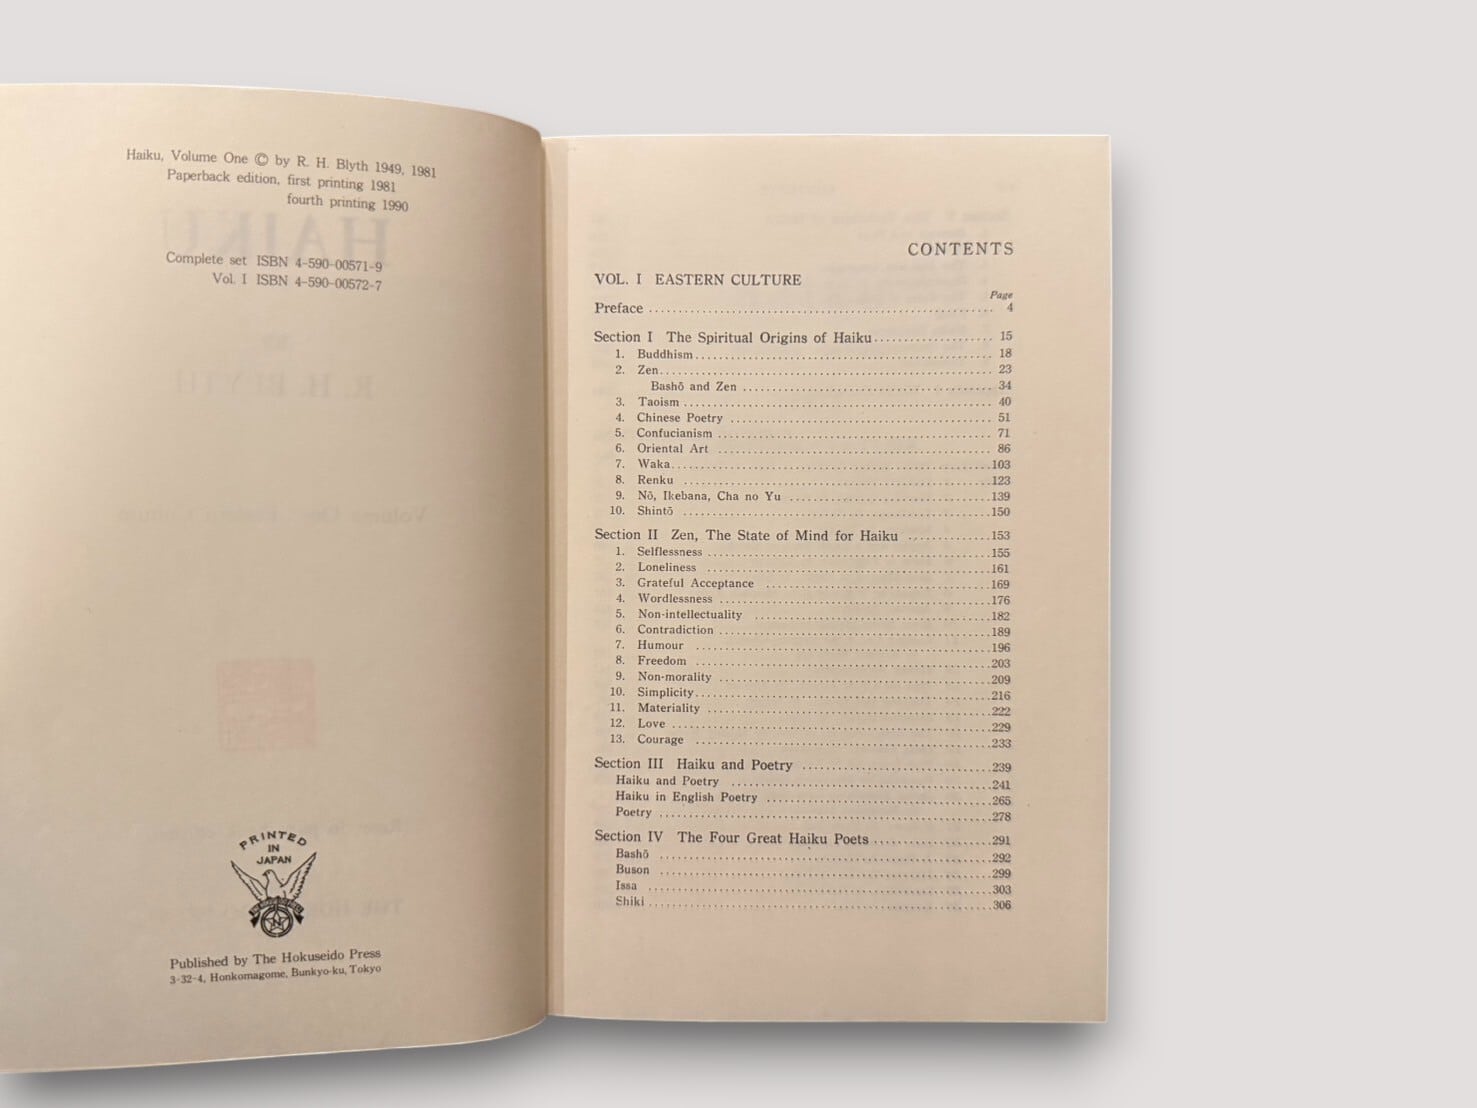 Haiku, Volume One © by R. H. Blyth 1949, 1981
Paperback edition, first printing 1981
fourth printing 1990
Complete set ISBN 4-590-00571-9
Vol. I ISBN 4-590-00572-7
PRINTED
IN
JAPAN
Published by The Hokuseido Press
3-32-4, Honkomagome, Bunkyo-ku, Tokyo
CONTENTS
VOL. I EASTERN CULTURE
Page
Preface 4
Section I The Spiritual Origins of Haiku 15
1. Buddhism 18
2. Zen 23
Bashō and Zen 34
3. Taoism 40
4. Chinese Poetry 51
5. Confucianism 71
6. Oriental Art 86
7. Waka 103
8. Renku 123
9. Nō, Ikebana, Cha no Yu 139
10. Shintō 150
Section II Zen, The State of Mind for Haiku 153
1. Selflessness 155
2. Loneliness 161
3. Grateful Acceptance 169
4. Wordlessness 176
5. Non-intellectuality 182
6. Contradiction 189
7. Humour 196
8. Freedom 203
9. Non-morality 209
10. Simplicity 216
11. Materiality 222
12. Love 229
13. Courage 233
Section III Haiku and Poetry 239
Haiku and Poetry 241
Haiku in English Poetry 265
Poetry 278
Section IV The Four Great Haiku Poets 291
Bashō 292
Buson 299
Issa 303
Shiki 306